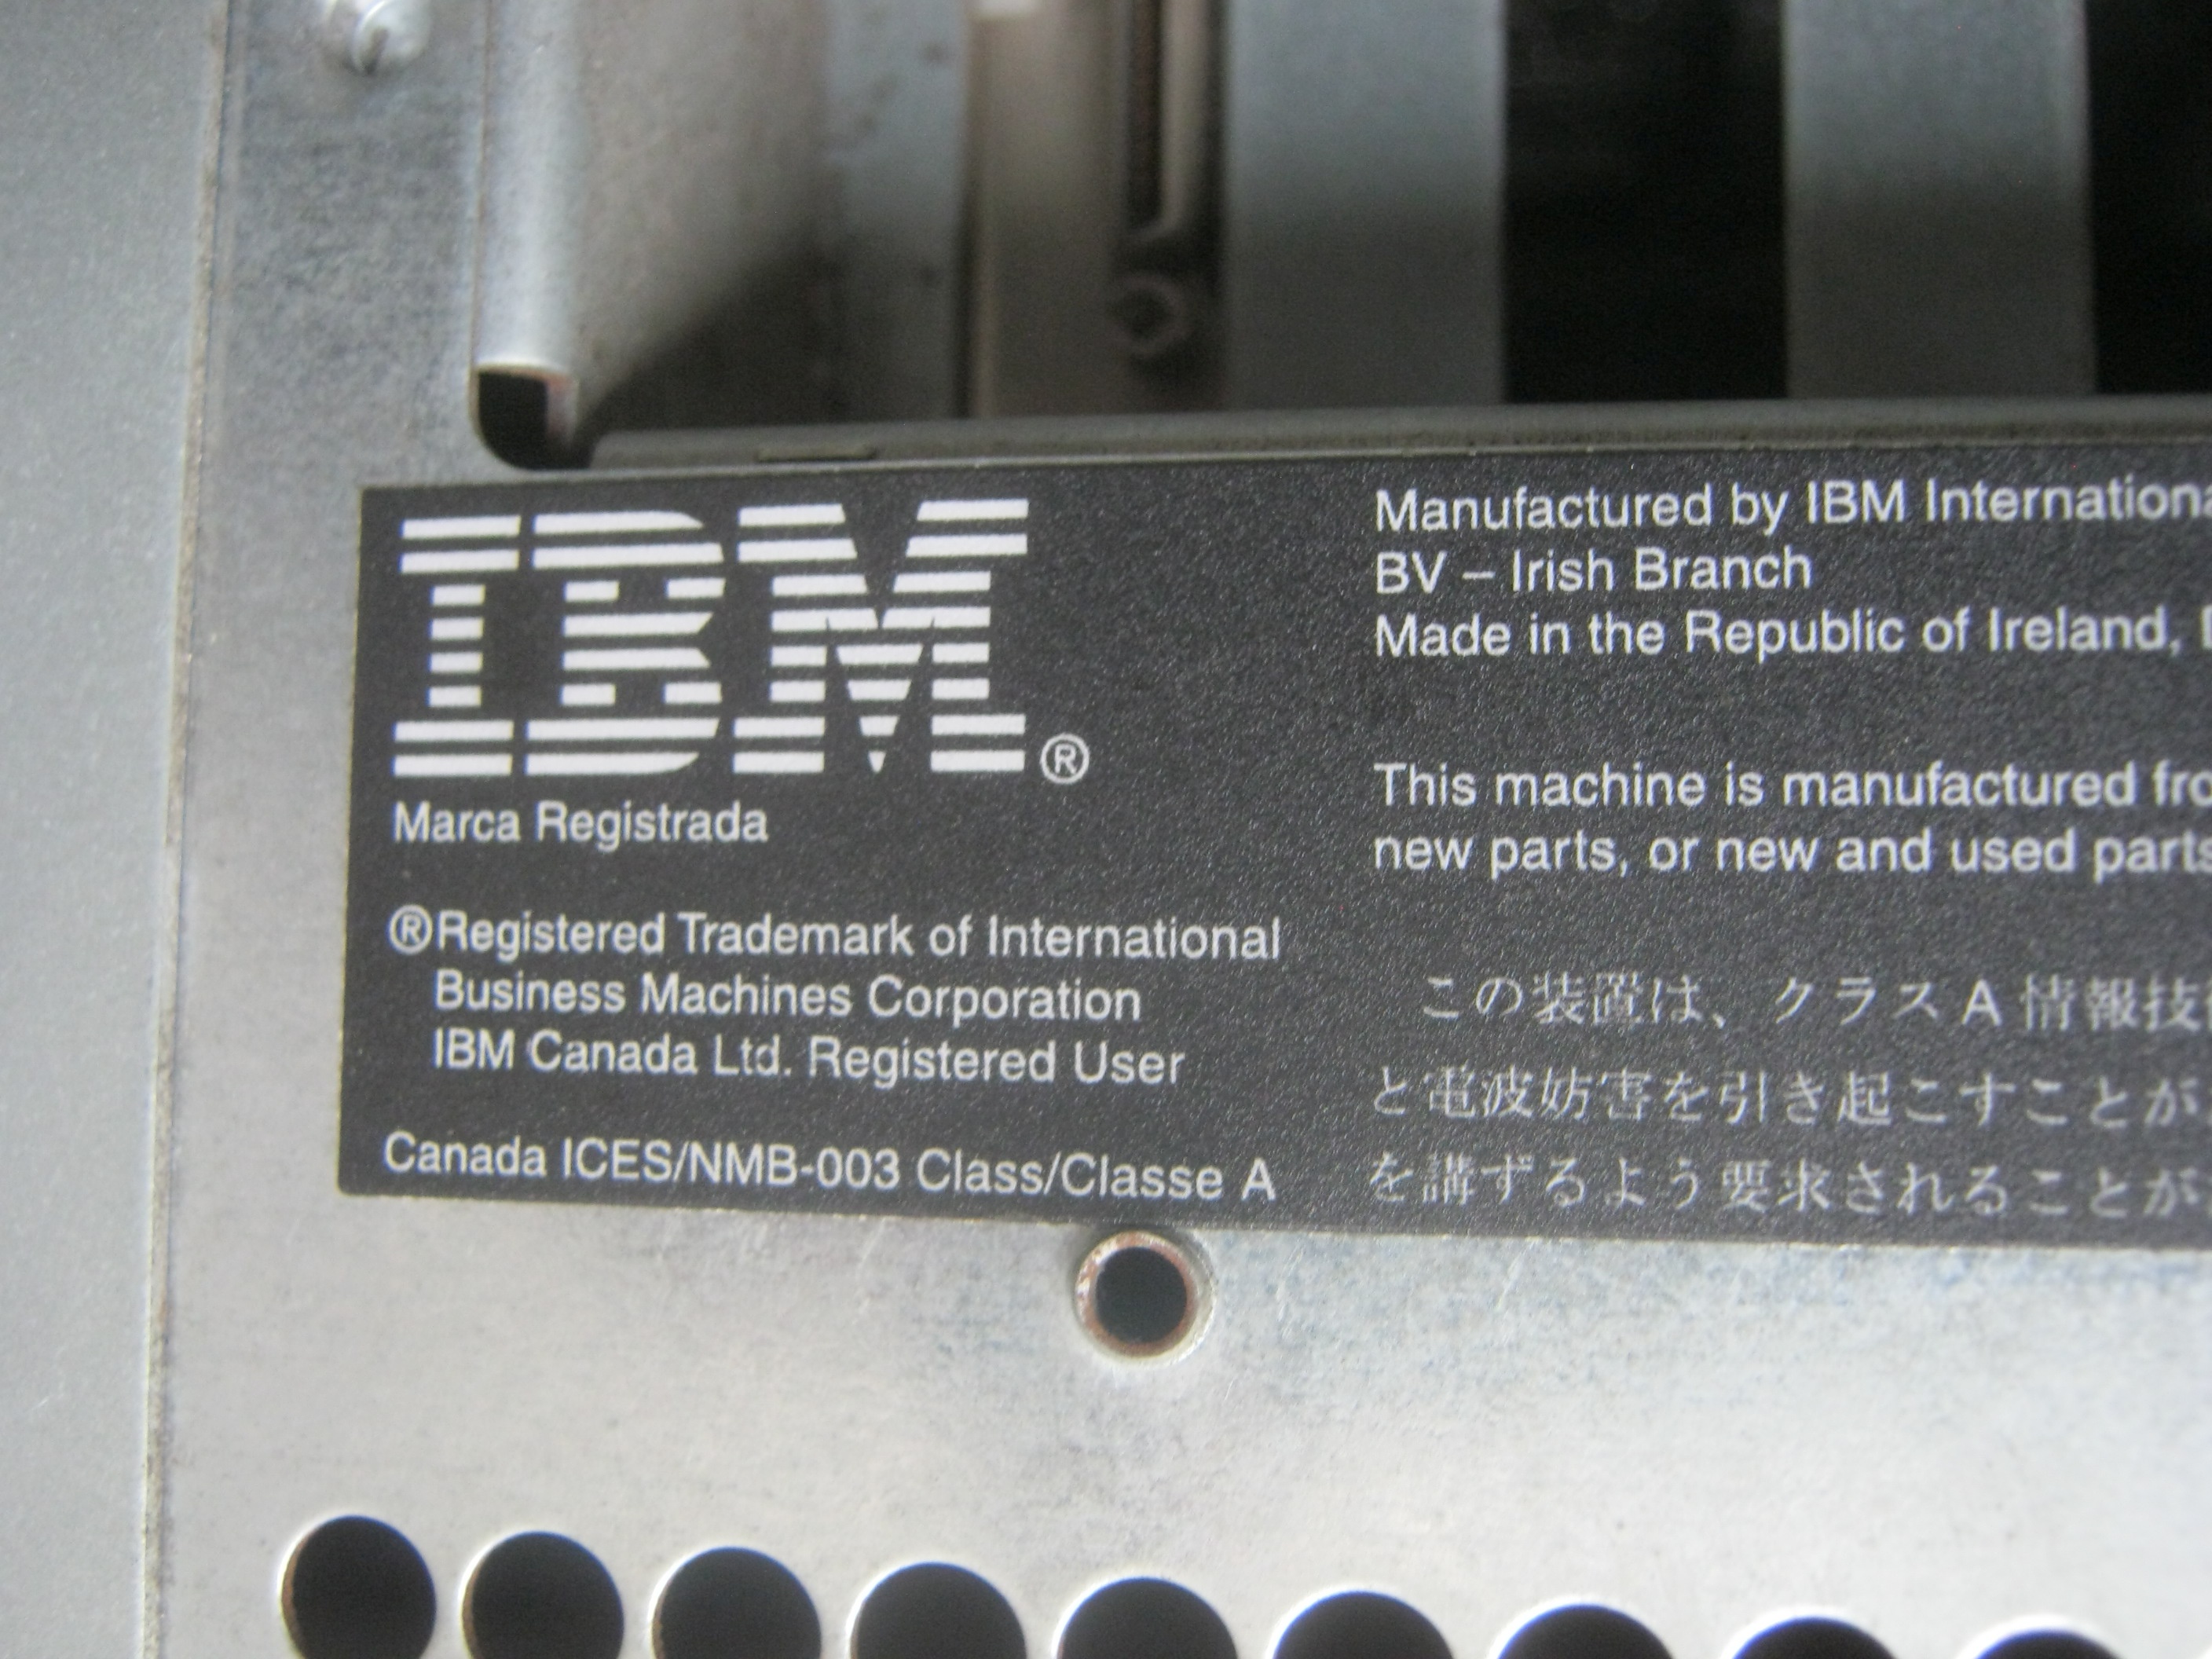 IBM®
Marca Registrada
®Registered Trademark of International
Business Machines Corporation
IBM Canada Ltd. Registered User
Canada ICES/NMB-003 Class/Classe A
Manufactured by IBM Internationa
BV – Irish Branch
Made in the Republic of Ireland,
This machine is manufactured fro
new parts, or new and used parts
この装置は、クラスA情報技
と電波妨害を引き起こすことが
を講ずるよう要求されることが